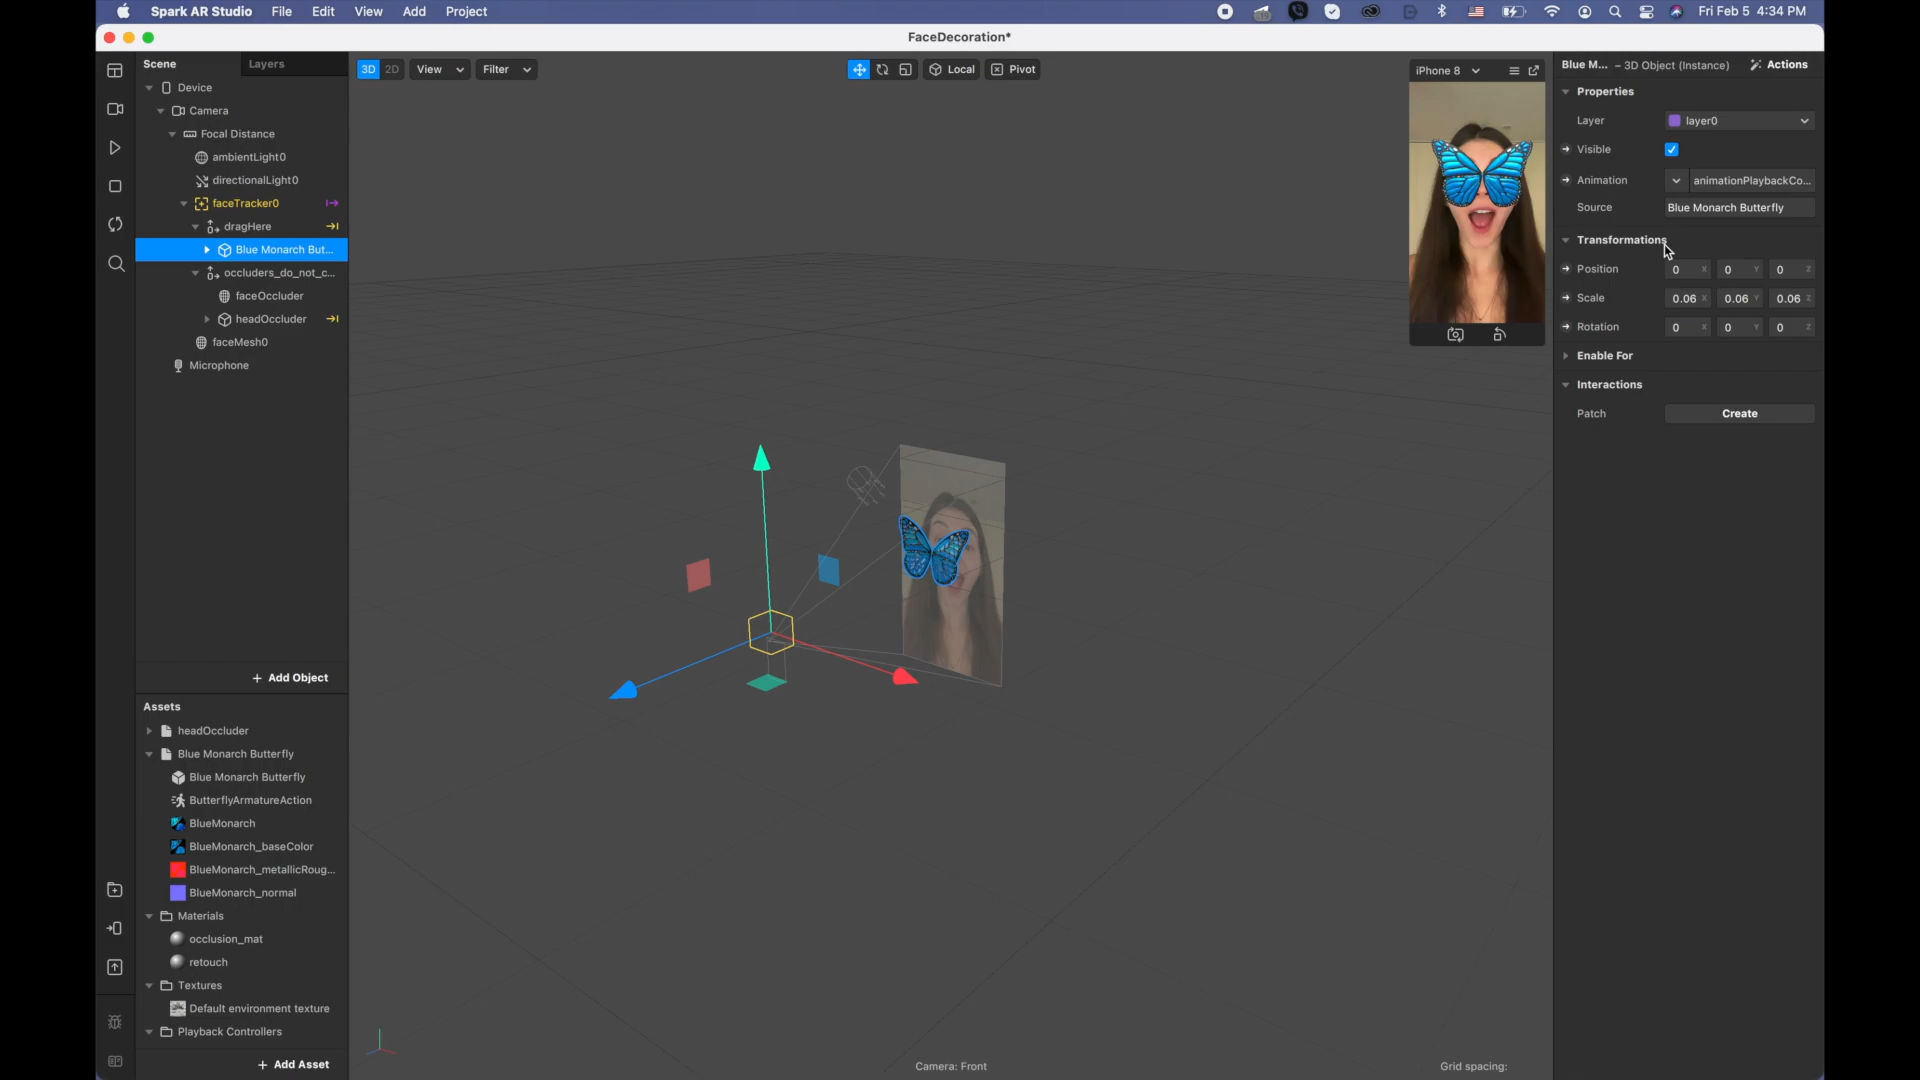 Spark AR Studio File Edit View Add Project
Fri Feb 5 4:34 PM
FaceDecoration*
Scene Layers
Device
Camera
Focal Distance
ambientLight0
directionalLight0
faceTracker0
dragHere
Blue Monarch But...
occluders_do_not_c...
faceOccluder
headOccluder
faceMesh0
Microphone
+ Add Object
Assets
headOccluder
Blue Monarch Butterfly
Blue Monarch Butterfly
ButterflyArmatureAction
BlueMonarch
BlueMonarch_baseColor
BlueMonarch_metallicRoug...
BlueMonarch_normal
Materials
occlusion_mat
retouch
Textures
Default environment texture
Playback Controllers
+ Add Asset
3D 2D View Filter
Local Pivot
iPhone 8
Camera: Front
Grid spacing:
Blue M... – 3D Object (Instance) Actions
Properties
Layer layer0
Visible
Animation animationPlaybackCo...
Source Blue Monarch Butterfly
Transformations
Position 0 X 0 Y 0 Z
Scale 0.06 X 0.06 Y 0.06 Z
Rotation 0 X 0 Y 0 Z
Enable For
Interactions
Patch Create